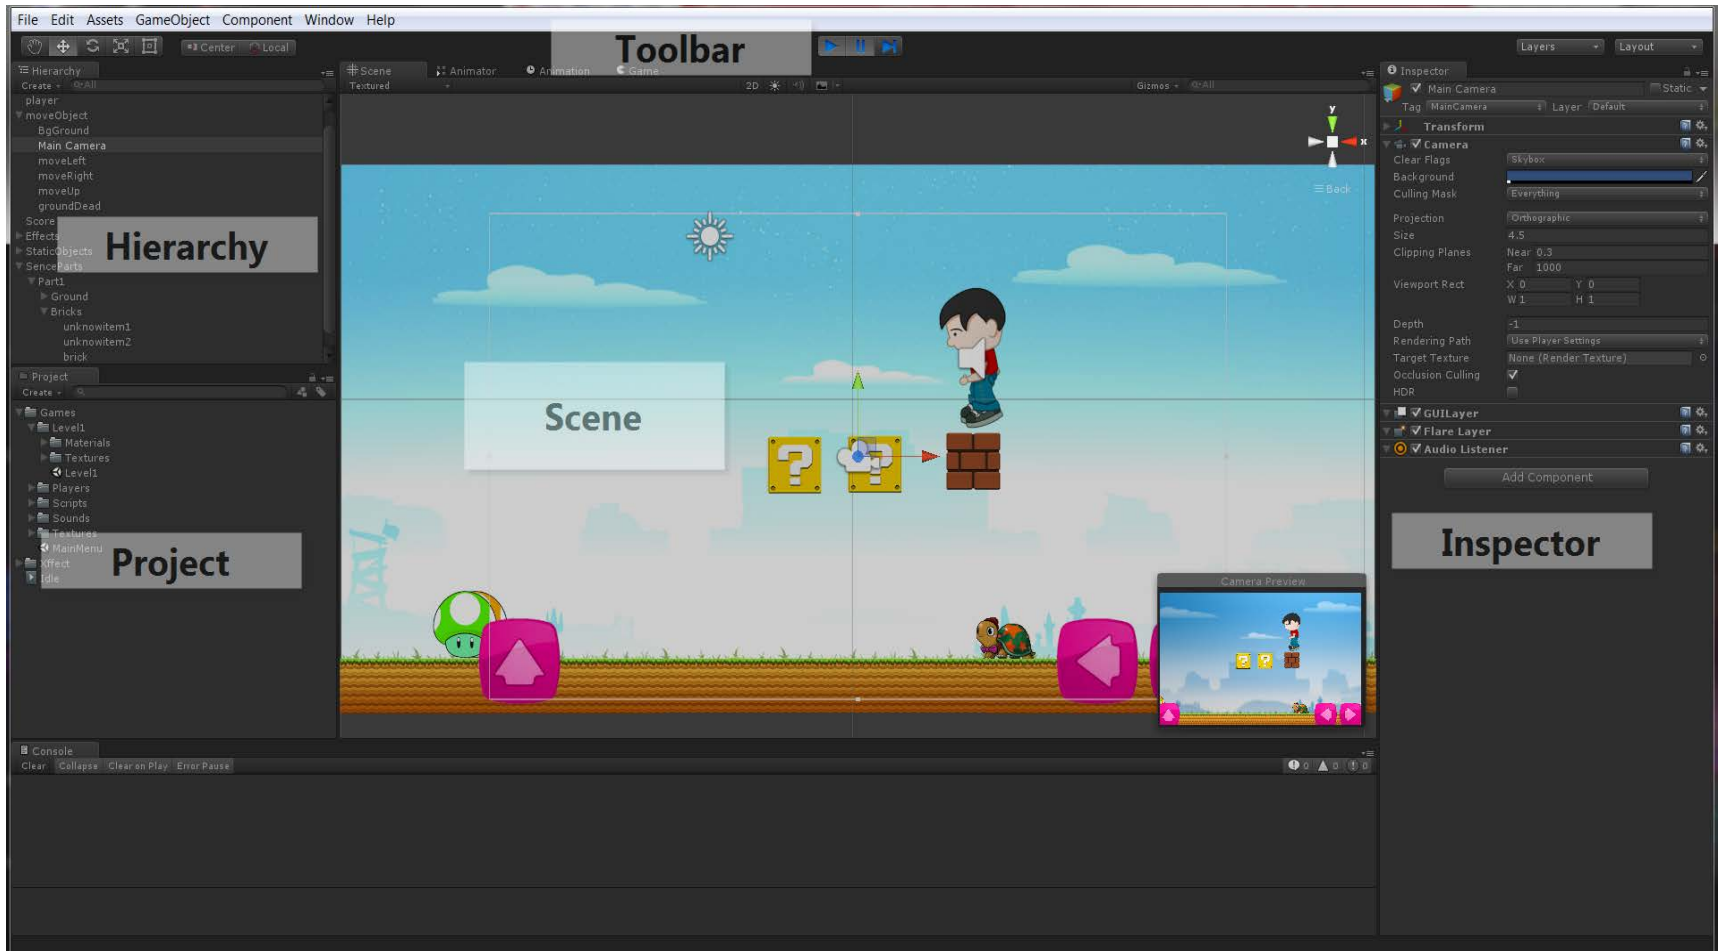 File Edit Assets GameObject Component Window Help
Center Local
Toolbar
Layers
Layout
Hierarchy
Create
All
player
moveObject
BgGround
Main Camera
moveLeft
moveRight
moveUp
groundDead
Score
Effects
StaticObjects
SenceParts
Part1
Ground
Bricks
unknowitem1
unknowitem2
brick
Hierarchy
Project
Create
Games
Level1
Materials
Textures
Level1
Players
Scripts
Sounds
Textures
MainMenu
Xffect
Idle
Project
Scene Animator Animation Game
Textured
2D
Gizmos
All
y
x
Back
Scene
? ?
Camera Preview
? ?
Inspector
Main Camera
Static
Tag MainCamera Layer Default
Transform
Camera
Clear Flags Skybox
Background
Culling Mask Everything
Projection Orthographic
Size 4.5
Clipping Planes Near 0.3
Far 1000
Viewport Rect X 0 Y 0
W 1 H 1
Depth -1
Rendering Path Use Player Settings
Target Texture None (Render Texture)
Occlusion Culling
HDR
GUILayer
Flare Layer
Audio Listener
Add Component
Inspector
Console
Clear Collapse Clear on Play Error Pause
0 0 0